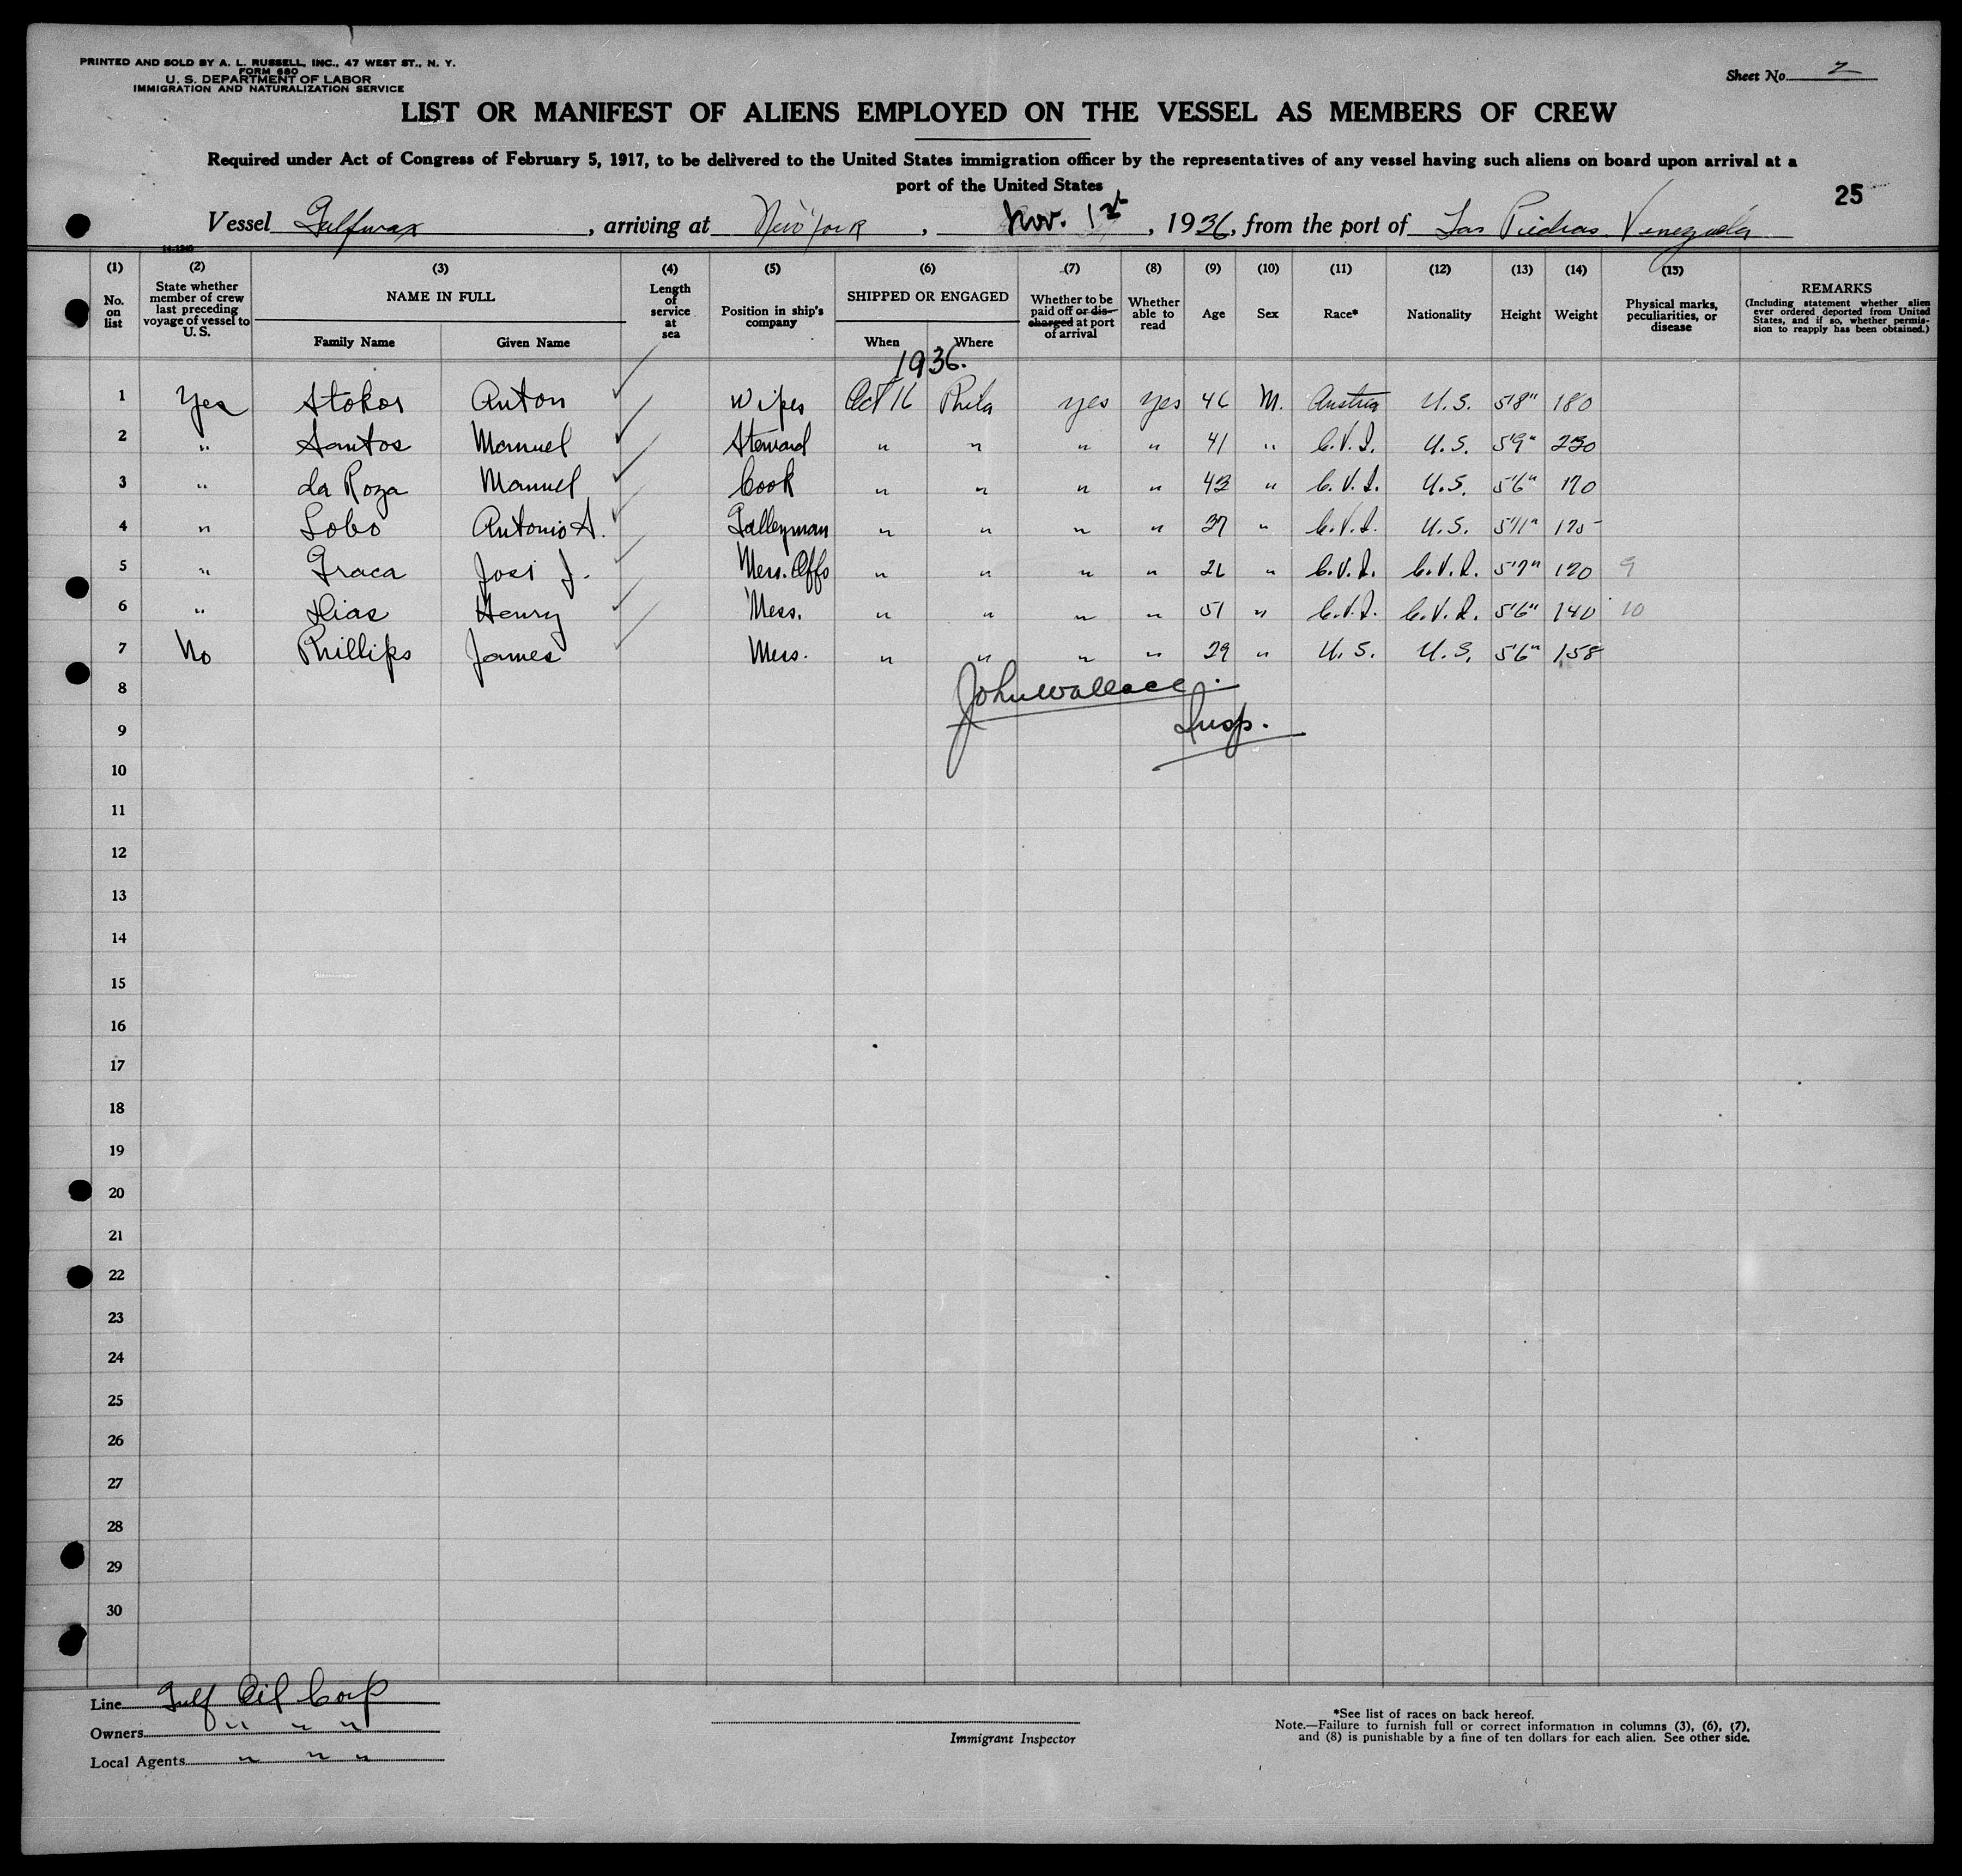 PRINTED AND SOLD BY A. L. RUSSELL, INC., 47 WEST ST., N. Y.
FORM 680
U. S. DEPARTMENT OF LABOR
IMMIGRATION AND NATURALIZATION SERVICE
Sheet No. 2
LIST OR MANIFEST OF ALIENS EMPLOYED ON THE VESSEL AS MEMBERS OF CREW
Required under Act of Congress of February 5, 1917, to be delivered to the United States immigration officer by the representatives of any vessel having such aliens on board upon arrival at a
port of the United States
25
Vessel Gulfwax, arriving at New York, Nov. 1st, 1936, from the port of Las Piedras Venezuela
(1) (2) (3) (4) (5) (6) (7) (8) (9) (10) (11) (12) (13) (14) (15)
No. on list
State whether member of crew last preceding voyage of vessel to U. S.
NAME IN FULL
Family Name Given Name
Length of service at sea
Position in ship's company
SHIPPED OR ENGAGED
When Where
Whether to be paid off or discharged at port of arrival
Whether able to read
Age Sex Race* Nationality Height Weight
Physical marks, peculiarities, or disease
REMARKS
(Including statement whether alien ever ordered deported from United States, and if so, whether permission to reapply has been obtained.)
1936.
1 Yes Stokos Anton ✓ Wiper Oct 16 Phila yes yes 46 M. Austria U. S. 5'8" 180
2 " Santos Manuel ✓ Steward " " " " 41 " C.V.I. U.S. 5'9" 230
3 " da Roza Manuel ✓ Cook " " " " 43 " C.V.I. U.S. 5'6" 170
4 " Lobo Antonio A. ✓ Galleyman " " " " 37 " C.V.I. U.S. 5'11" 175
5 " Graca Josi J. ✓ Mess. Offs " " " " 26 " C.V.I. C.V.I. 5'7" 170 9
6 " Dias Henry ✓ Mess. " " " " 51 " C.V.I. C.V.I. 5'6" 140 10
7 No Phillips James ✓ Mess. " " " " 29 " U.S. U.S. 5'6" 158
8 John Wallace.
9 Insp.
10
11
12
13
14
15
16
17
18
19
20
21
22
23
24
25
26
27
28
29
30
Line Gulf Oil Corp
Owners " " "
Local Agents " " "
Immigrant Inspector
*See list of races on back hereof.
Note.—Failure to furnish full or correct information in columns (3), (6), (7),
and (8) is punishable by a fine of ten dollars for each alien. See other side.